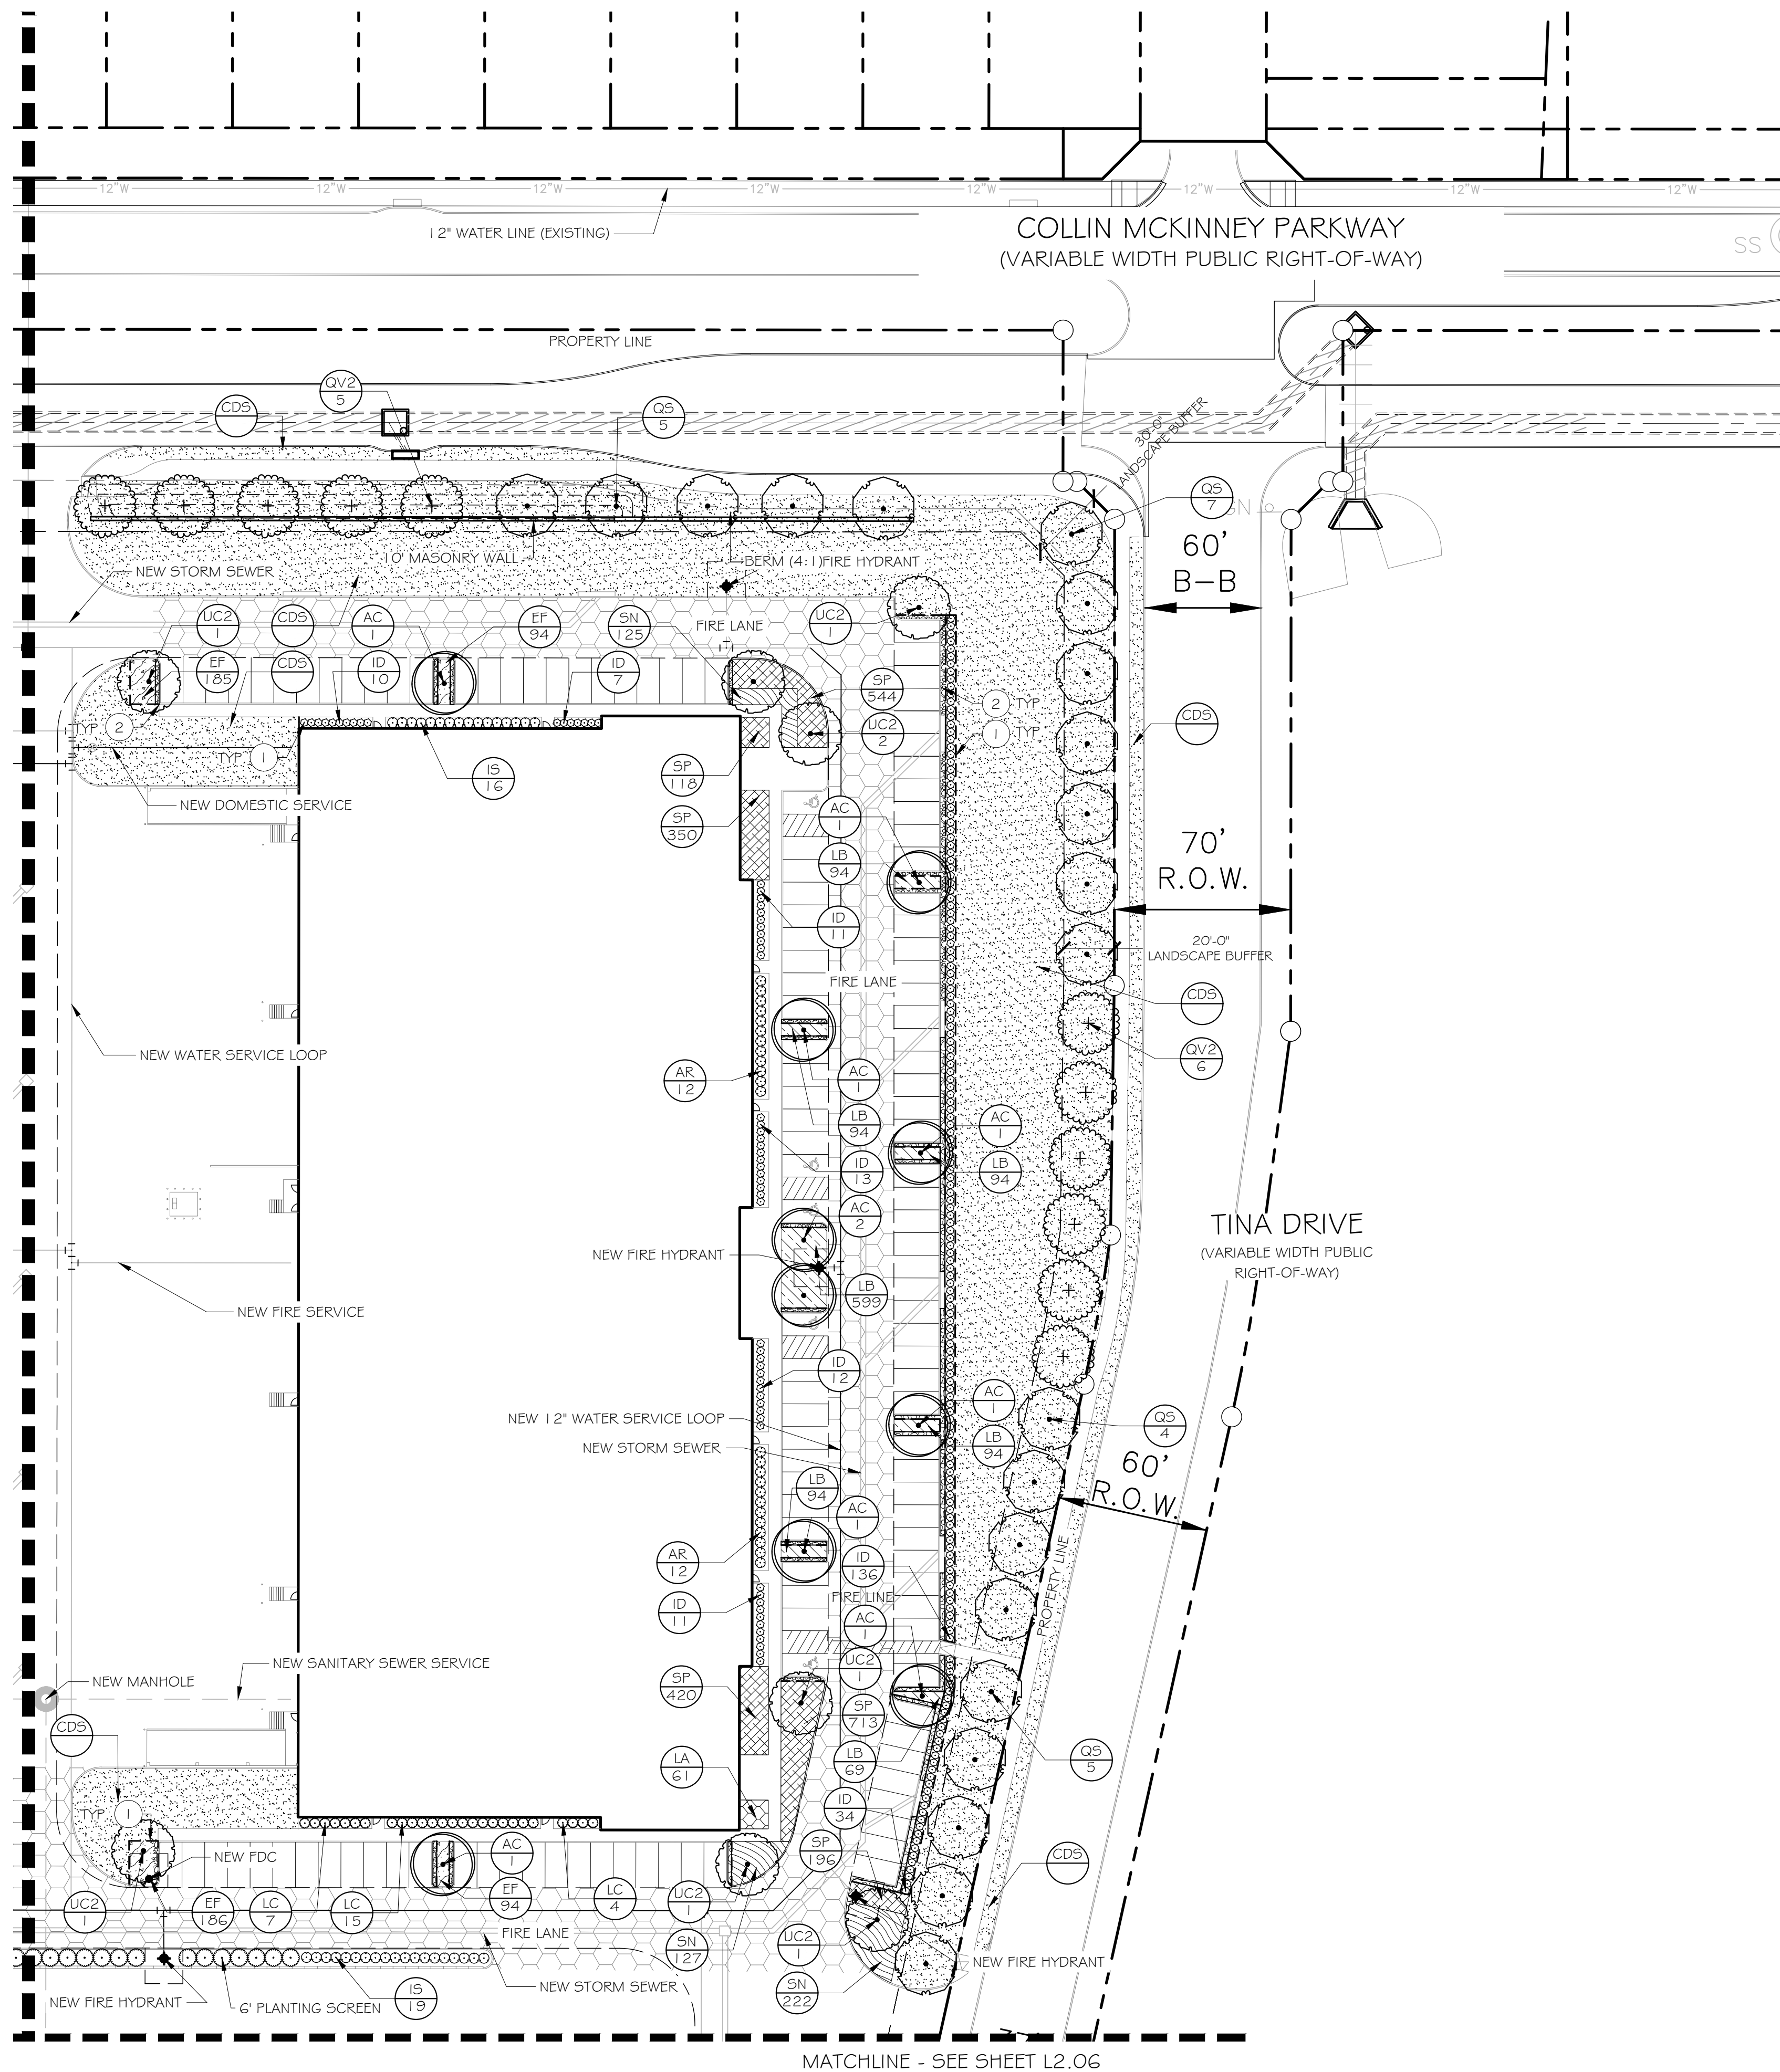 12"W 12"W 12"W 12"W 12"W 12"W 12"W 12"W
12" WATER LINE (EXISTING)
COLLIN MCKINNEY PARKWAY
(VARIABLE WIDTH PUBLIC RIGHT-OF-WAY)
SS
PROPERTY LINE
QV2
5
CDS
QS
5
30'-0"
LANDSCAPE BUFFER
QS
7
60'
B-B
10' MASONRY WALL
BERM (4:1)
FIRE HYDRANT
NEW STORM SEWER
UC2
1
CDS
AC
1
EF
94
SN
125
FIRE LANE
UC2
1
EF
185
CDS
ID
10
ID
7
SP
544
2 TYP
TYP 2
UC2
2
1 TYP
CDS
TYP 1
IS
16
SP
118
NEW DOMESTIC SERVICE
SP
350
AC
1
LB
94
70'
R.O.W.
ID
11
20'-0"
LANDSCAPE BUFFER
FIRE LANE
CDS
NEW WATER SERVICE LOOP
QV2
6
AR
12
AC
1
LB
94
AC
1
ID
13
LB
94
AC
2
TINA DRIVE
(VARIABLE WIDTH PUBLIC
RIGHT-OF-WAY)
NEW FIRE HYDRANT
LB
599
NEW FIRE SERVICE
ID
12
AC
1
NEW 12" WATER SERVICE LOOP
QS
4
NEW STORM SEWER
LB
94
60'
R.O.W.
LB
94
AC
1
AR
12
ID
136
PROPERTY LINE
FIRE LINE
ID
11
AC
1
NEW SANITARY SEWER SERVICE
NEW MANHOLE
UC2
1
SP
420
SP
713
CDS
LB
69
QS
5
LA
61
ID
34
TYP 1
SP
196
NEW FDC
AC
1
CDS
UC2
1
EF
186
LC
7
LC
15
EF
94
LC
4
UC2
1
FIRE LANE
SN
127
UC2
1
NEW FIRE HYDRANT
NEW STORM SEWER
SN
222
NEW FIRE HYDRANT
6' PLANTING SCREEN
IS
19
MATCHLINE - SEE SHEET L2.06